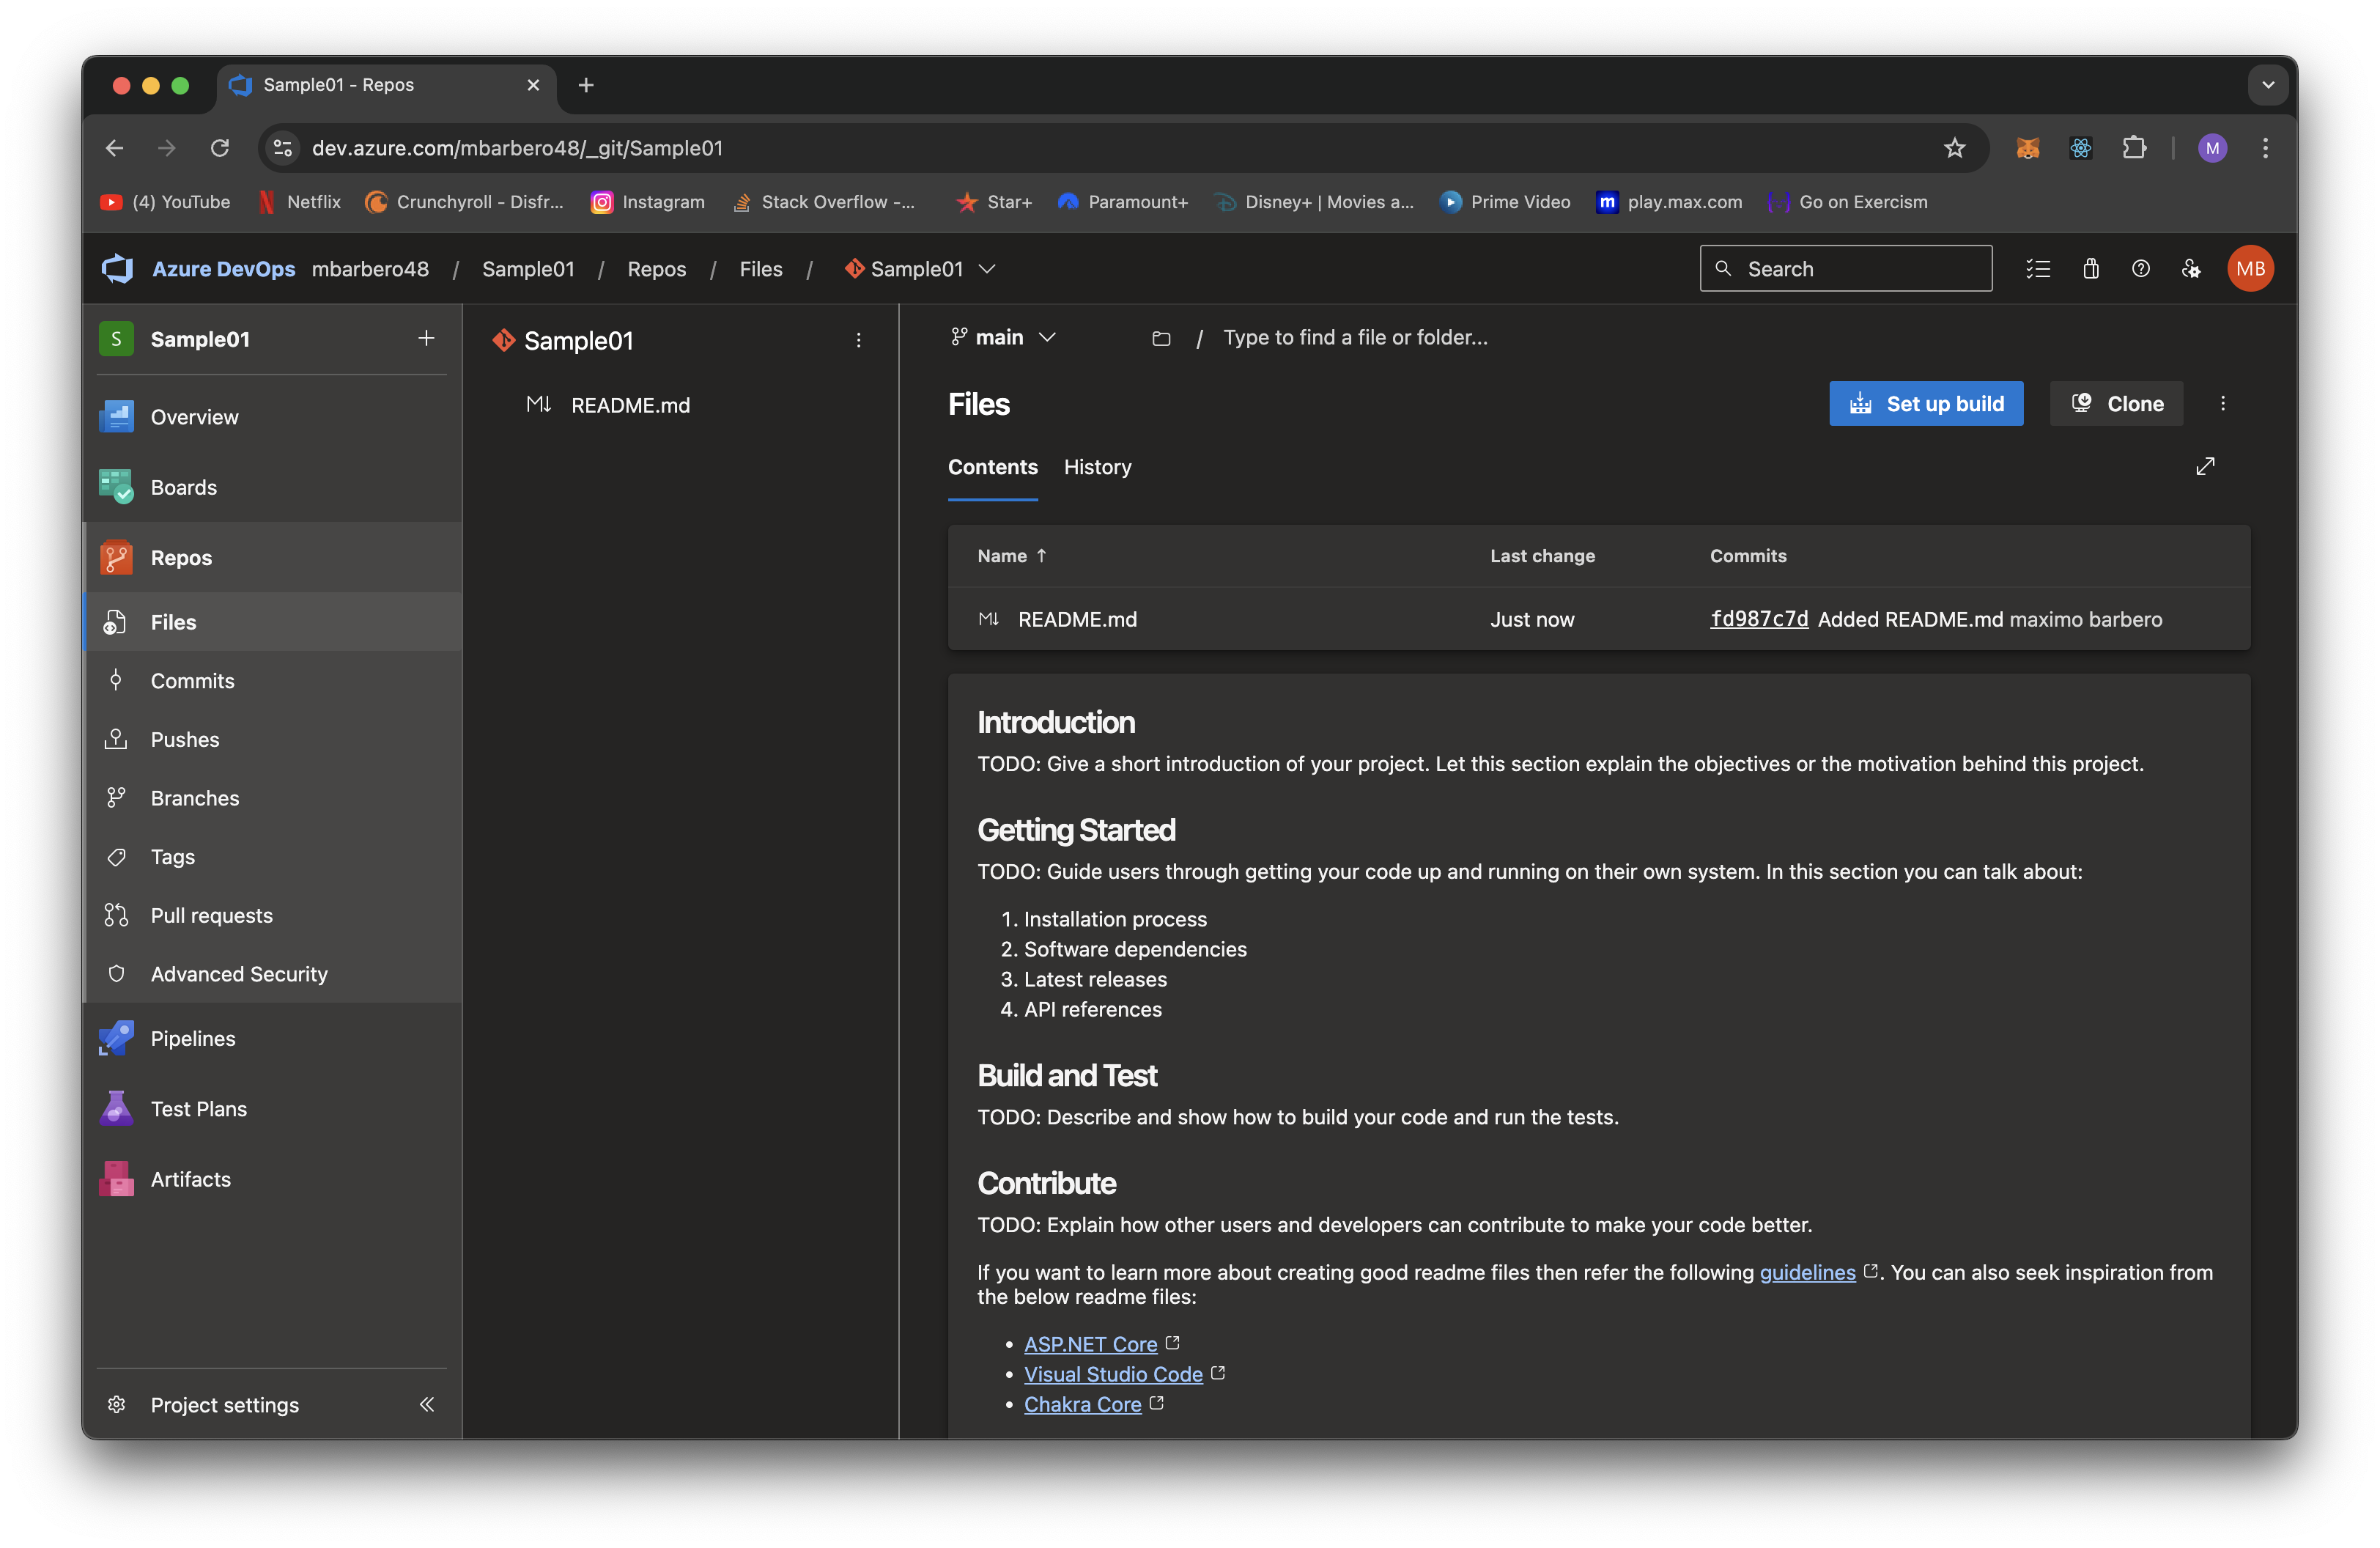 Sample01 - Repos
dev.azure.com/mbarbero48/_git/Sample01
M
(4) YouTube
Netflix
Crunchyroll - Disfr...
Instagram
Stack Overflow -...
Star+
Paramount+
Disney+ | Movies a...
Prime Video
m play.max.com
Go on Exercism
Azure DevOps mbarbero48 / Sample01 / Repos / Files / Sample01
Search
MB
S Sample01
Overview
Boards
Repos
Files
Commits
Pushes
Branches
Tags
Pull requests
Advanced Security
Pipelines
Test Plans
Artifacts
Project settings
Sample01
README.md
main
/ Type to find a file or folder...
Files
Set up build
Clone
Contents History
Name ↑ Last change Commits
README.md Just now fd987c7d Added README.md maximo barbero
Introduction
TODO: Give a short introduction of your project. Let this section explain the objectives or the motivation behind this project.
Getting Started
TODO: Guide users through getting your code up and running on their own system. In this section you can talk about:
1. Installation process
2. Software dependencies
3. Latest releases
4. API references
Build and Test
TODO: Describe and show how to build your code and run the tests.
Contribute
TODO: Explain how other users and developers can contribute to make your code better.
If you want to learn more about creating good readme files then refer the following guidelines. You can also seek inspiration from
the below readme files:
• ASP.NET Core
• Visual Studio Code
• Chakra Core